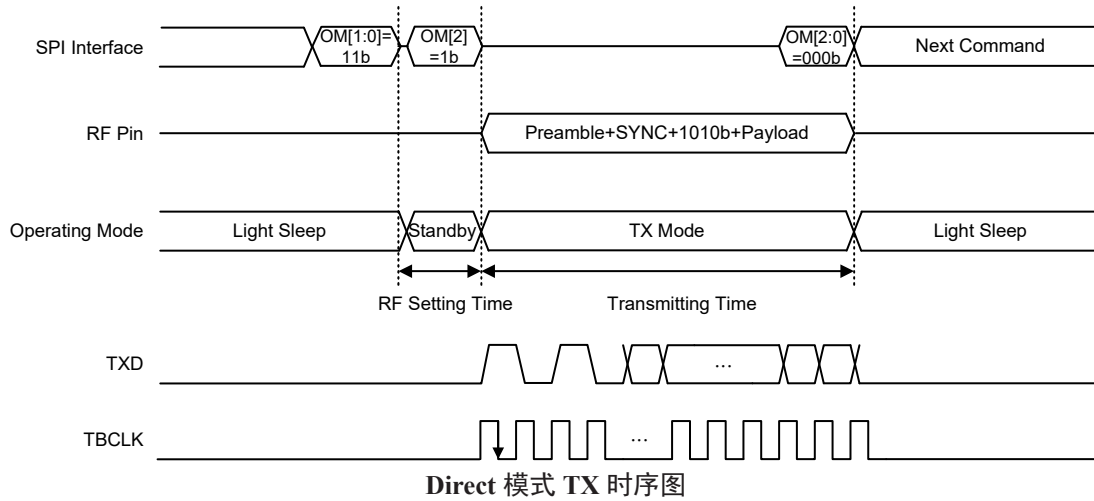 SPI Interface
OM[1:0]=
11b
OM[2]
=1b
OM[2:0]
=000b
Next Command
RF Pin
Preamble+SYNC+1010b+Payload
Operating Mode
Light Sleep
Standby
TX Mode
Light Sleep
RF Setting Time
Transmitting Time
TXD
...
TBCLK
...
Direct 模式 TX 时序图